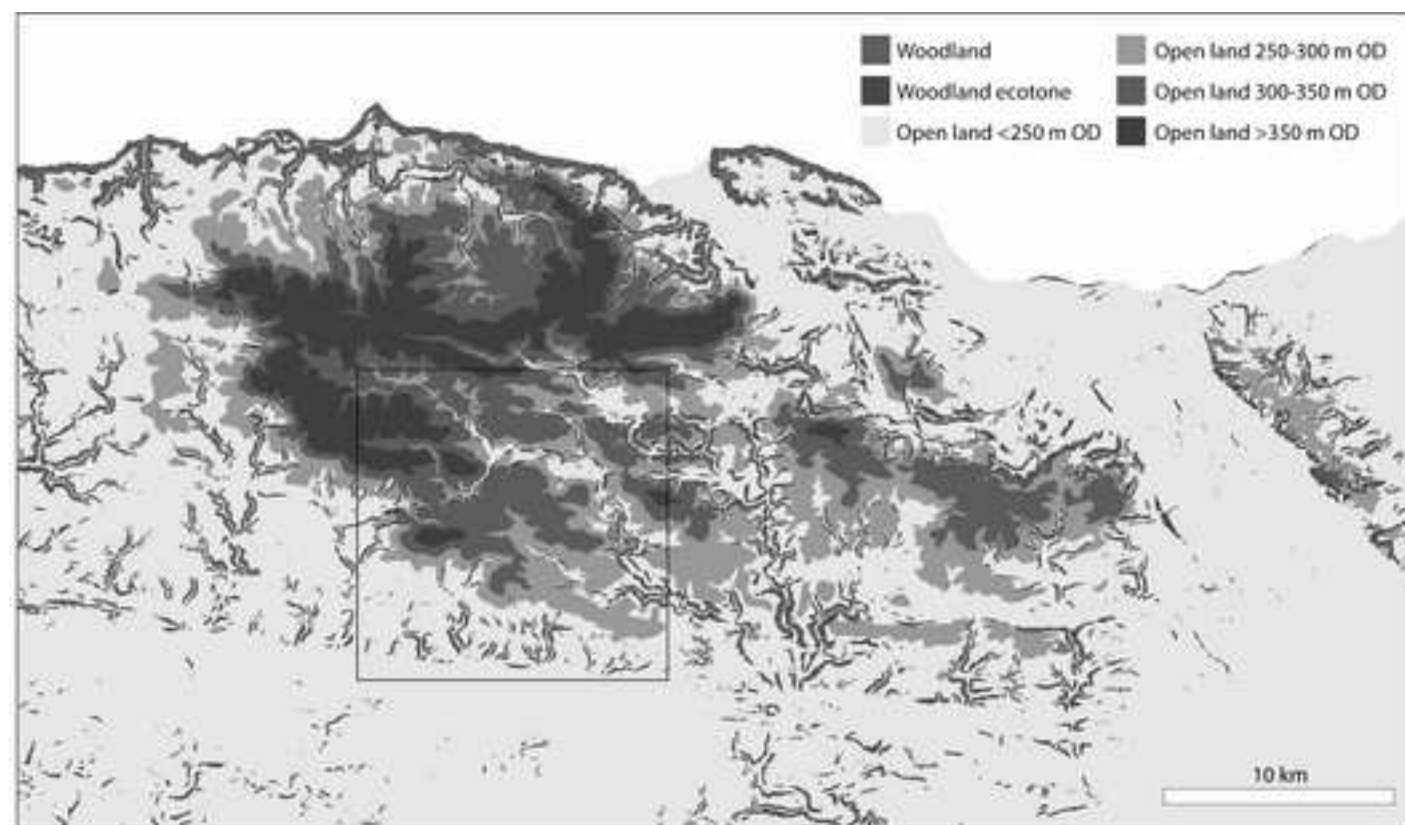 Woodland
Woodland ecotone
Open land <250 m OD
Open land 250-300 m OD
Open land 300-350 m OD
Open land >350 m OD
10 km